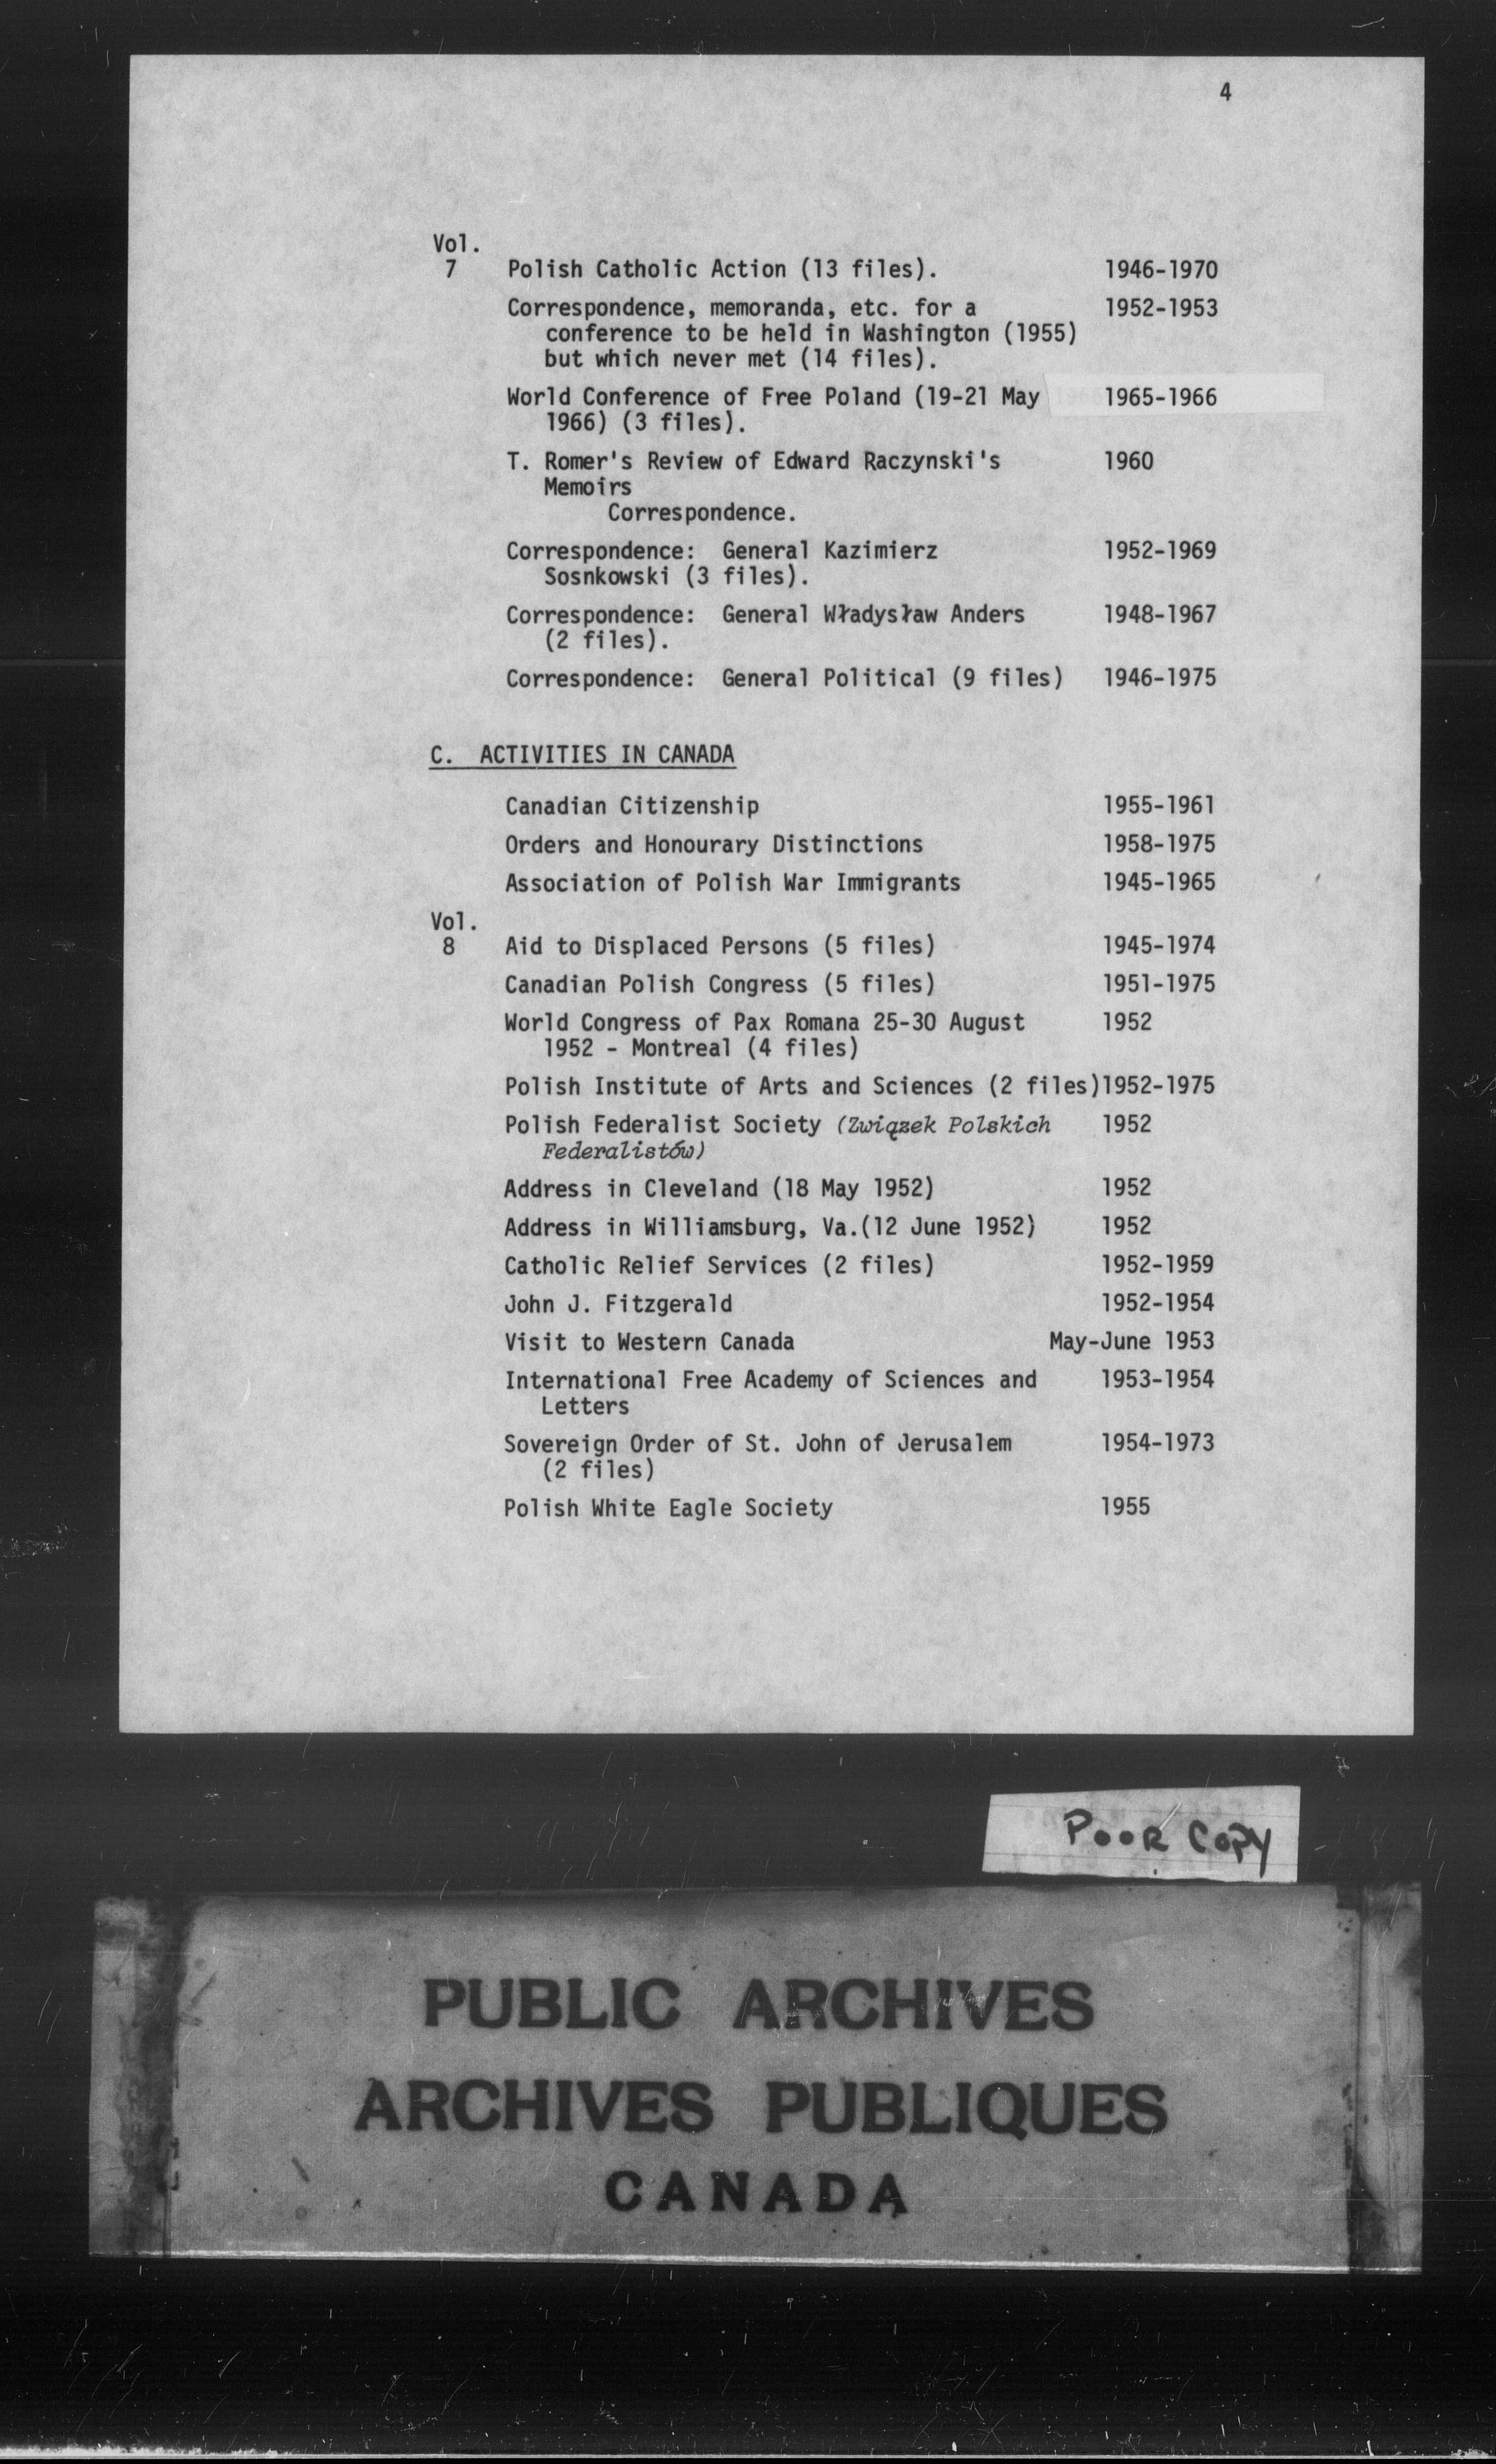 4
Vol.
7 Polish Catholic Action (13 files). 1946-1970
Correspondence, memoranda, etc. for a 1952-1953
conference to be held in Washington (1955)
but which never met (14 files).
World Conference of Free Poland (19-21 May 1965-1966
1966) (3 files).
T. Romer's Review of Edward Raczynski's 1960
Memoirs
Correspondence.
Correspondence: General Kazimierz 1952-1969
Sosnkowski (3 files).
Correspondence: General Władysław Anders 1948-1967
(2 files).
Correspondence: General Political (9 files) 1946-1975
C. ACTIVITIES IN CANADA
Canadian Citizenship 1955-1961
Orders and Honourary Distinctions 1958-1975
Association of Polish War Immigrants 1945-1965
Vol.
8 Aid to Displaced Persons (5 files) 1945-1974
Canadian Polish Congress (5 files) 1951-1975
World Congress of Pax Romana 25-30 August 1952
1952 - Montreal (4 files)
Polish Institute of Arts and Sciences (2 files)1952-1975
Polish Federalist Society (Związek Polskich 1952
Federalistów)
Address in Cleveland (18 May 1952) 1952
Address in Williamsburg, Va.(12 June 1952) 1952
Catholic Relief Services (2 files) 1952-1959
John J. Fitzgerald 1952-1954
Visit to Western Canada May-June 1953
International Free Academy of Sciences and 1953-1954
Letters
Sovereign Order of St. John of Jerusalem 1954-1973
(2 files)
Polish White Eagle Society 1955
POOR COPY
PUBLIC ARCHIVES
ARCHIVES PUBLIQUES
CANADA